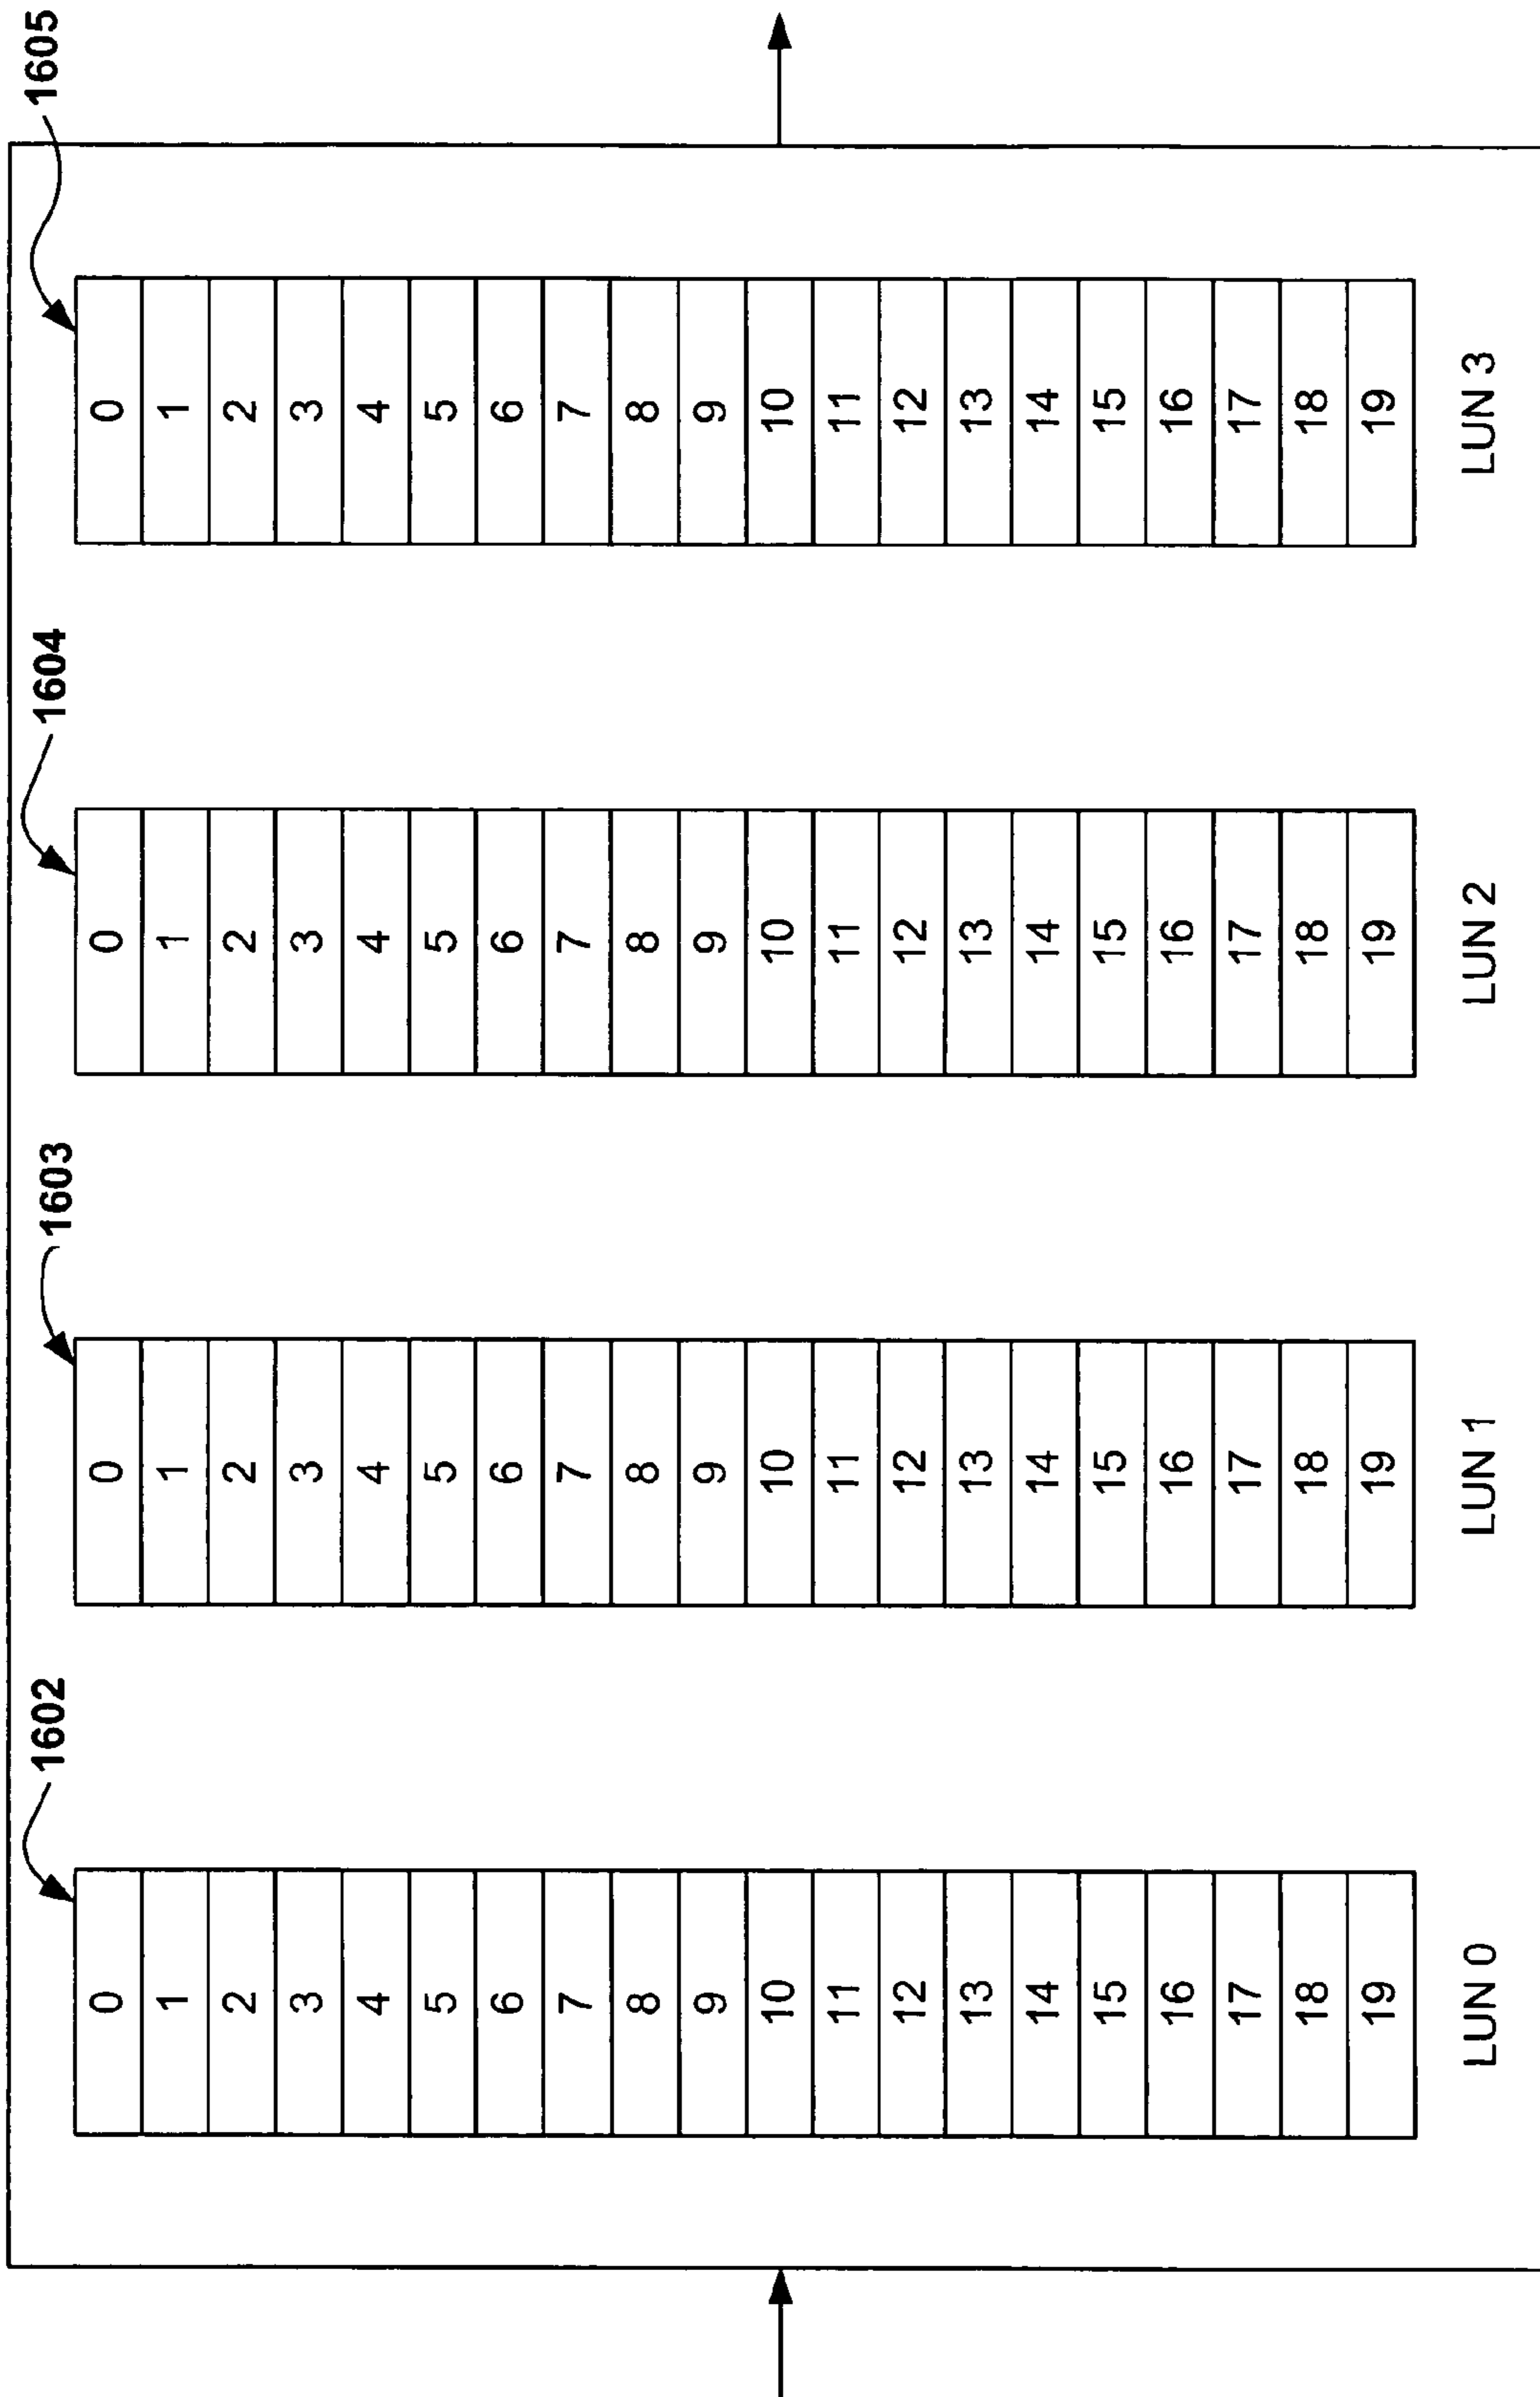 1602 1603 1604 1605
0 0 0 0
1 1 1 1
2 2 2 2
3 3 3 3
4 4 4 4
5 5 5 5
6 6 6 6
7 7 7 7
8 8 8 8
9 9 9 9
10 10 10 10
11 11 11 11
12 12 12 12
13 13 13 13
14 14 14 14
15 15 15 15
16 16 16 16
17 17 17 17
18 18 18 18
19 19 19 19
LUN 0 LUN 1 LUN 2 LUN 3